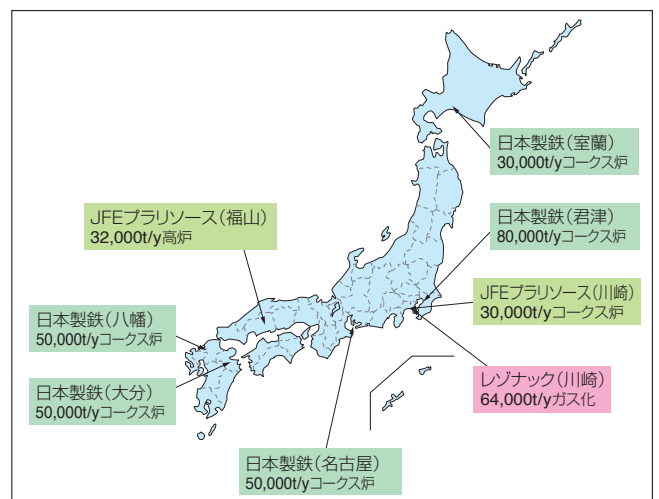 日本製鉄(室蘭)
30,000t/yコークス炉
JFEプラリソース(福山)
32,000t/y高炉
日本製鉄(君津)
80,000t/yコークス炉
JFEプラリソース(川崎)
30,000t/yコークス炉
日本製鉄(八幡)
50,000t/yコークス炉
日本製鉄(大分)
50,000t/yコークス炉
レゾナック(川崎)
64,000t/yガス化
日本製鉄(名古屋)
50,000t/yコークス炉